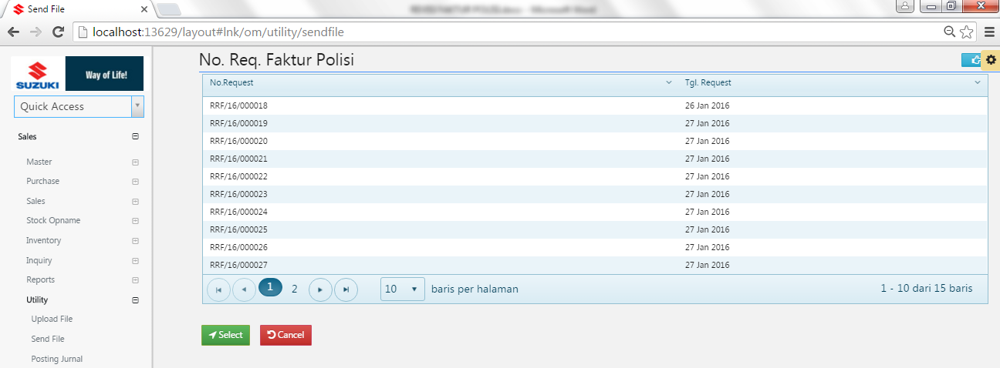 Send File
localhost:13629/layout#lnk/om/utility/sendfile
SUZUKI
Way of Life!
Quick Access
Sales
Master
Purchase
Sales
Stock Opname
Inventory
Inquiry
Reports
Utility
Upload File
Send File
Posting Jurnal
No. Req. Faktur Polisi
No.Request Tgl. Request
RRF/16/000018 26 Jan 2016
RRF/16/000019 27 Jan 2016
RRF/16/000020 27 Jan 2016
RRF/16/000021 27 Jan 2016
RRF/16/000022 27 Jan 2016
RRF/16/000023 27 Jan 2016
RRF/16/000024 27 Jan 2016
RRF/16/000025 27 Jan 2016
RRF/16/000026 27 Jan 2016
RRF/16/000027 27 Jan 2016
1 2 10 baris per halaman 1 - 10 dari 15 baris
Select Cancel